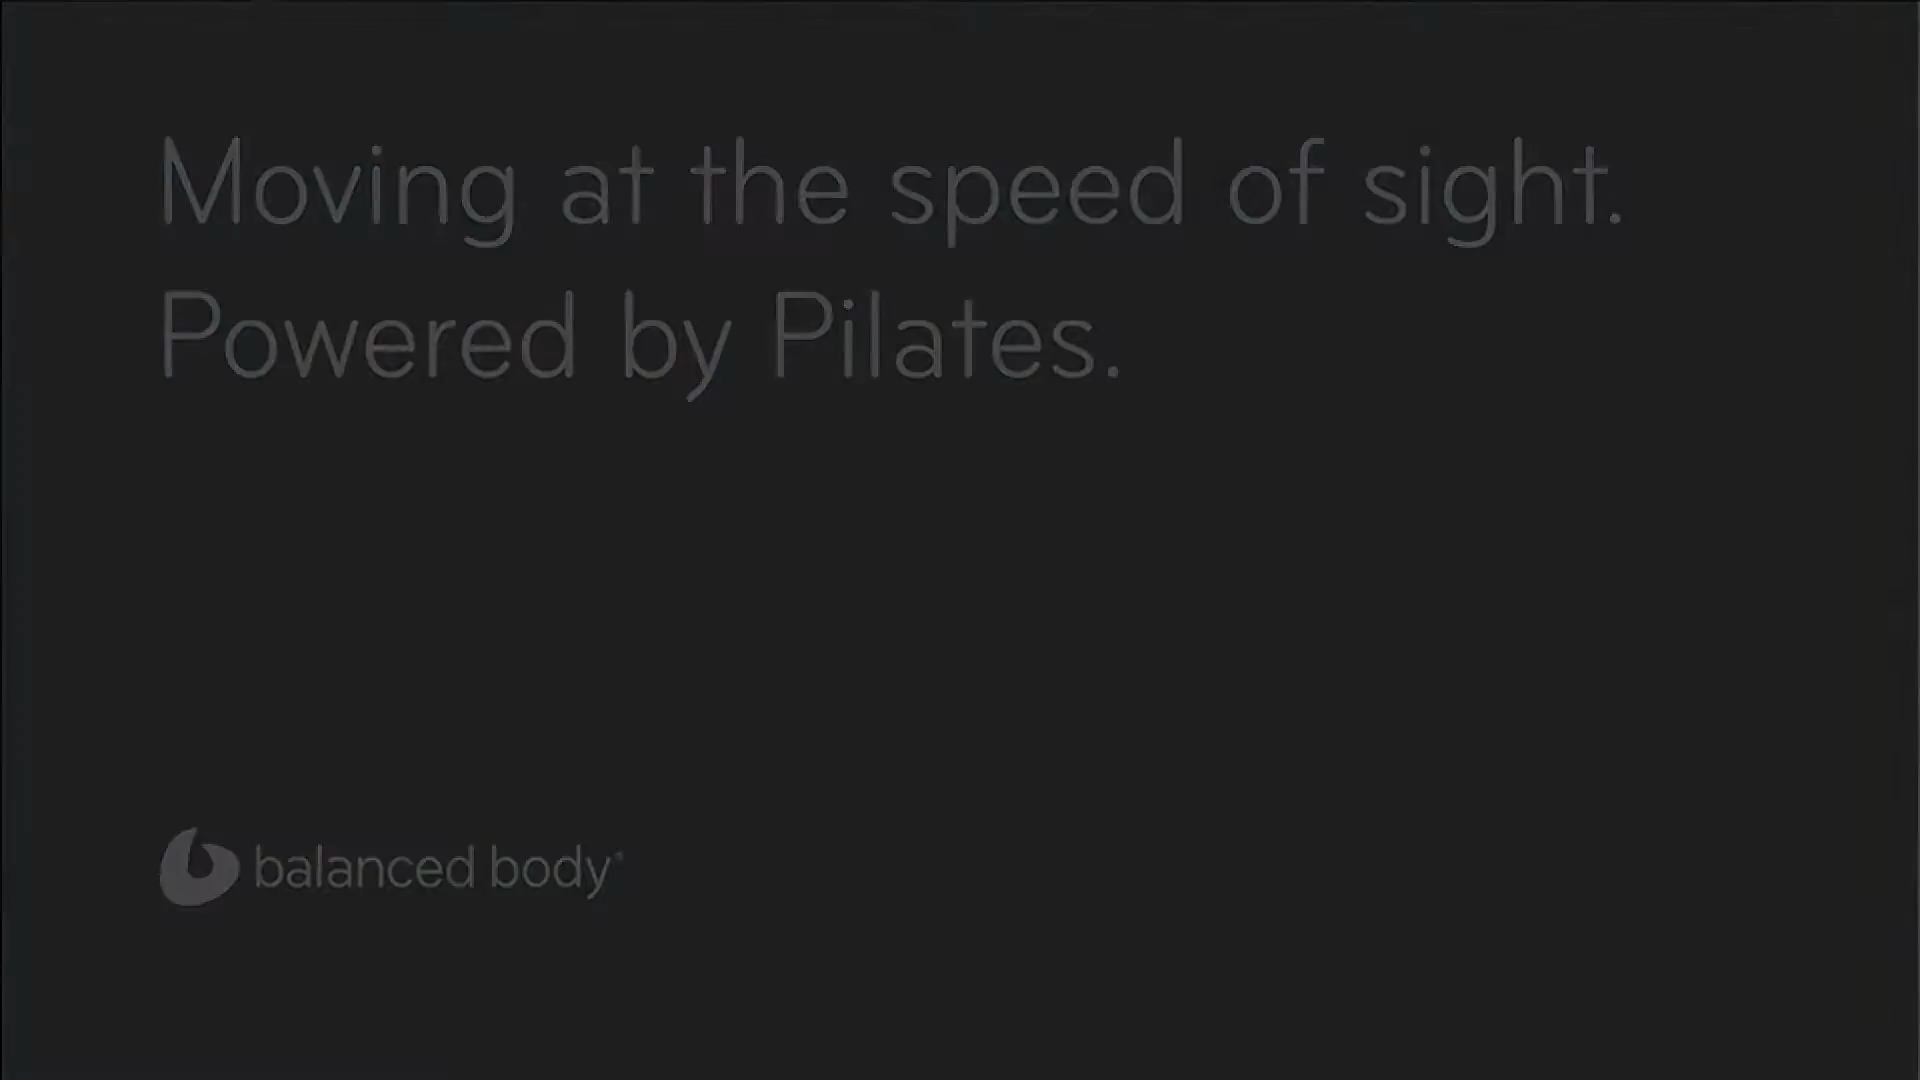 Moving at the speed of sight.
Powered by Pilates.
balanced body